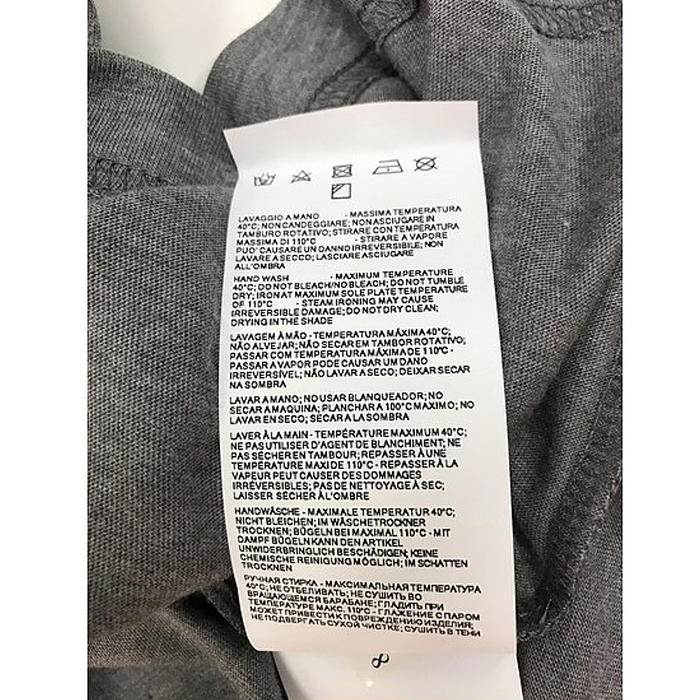 LAVAGGIO A MANO - MASSIMA TEMPERATURA
40°C; NON CANDEGGIARE; NON ASCIUGARE IN
TAMBURO ROTATIVO; STIRARE CON TEMPERATURA
MASSIMA DI 110°C - STIRARE A VAPORE
PUO' CAUSARE UN DANNO IRREVERSIBILE; NON
LAVARE A SECCO; LASCIARE ASCIUGARE
ALL'OMBRA
HAND WASH - MAXIMUM TEMPERATURE
40°C; DO NOT BLEACH/NO BLEACH; DO NOT TUMBLE
DRY; IRON AT MAXIMUM SOLE PLATE TEMPERATURE
OF 110°C - STEAM IRONING MAY CAUSE
IRREVERSIBLE DAMAGE; DO NOT DRY CLEAN;
DRYING IN THE SHADE
LAVAGEM À MÃO - TEMPERATURA MÁXIMA 40°C;
NÃO ALVEJAR; NÃO SECAR EM TAMBOR ROTATIVO;
PASSAR COM TEMPERATURA MÁXIMA DE 110°C -
PASSAR A VAPOR PODE CAUSAR UM DANO
IRREVERSÍVEL; NÃO LAVAR A SECO; DEIXAR SECAR
NA SOMBRA
LAVAR A MANO; NO USAR BLANQUEADOR; NO
SECAR A MAQUINA; PLANCHAR A 100°C MAXIMO; NO
LAVAR EN SECO; SECAR A LA SOMBRA
LAVER À LA MAIN - TEMPÉRATURE MAXIMUM 40°C;
NE PAS UTILISER D'AGENT DE BLANCHIMENT; NE
PAS SÉCHER EN TAMBOUR; REPASSER À UNE
TEMPÉRATURE MAXI DE 110°C - REPASSER À LA
VAPEUR PEUT CAUSER DES DOMMAGES
IRRÉVERSIBLES; PAS DE NETTOYAGE À SEC;
LAISSER SÉCHER À L'OMBRE
HANDWÄSCHE - MAXIMALE TEMPERATUR 40°C;
NICHT BLEICHEN; IM WÄSCHETROCKNER
TROCKNEN; BÜGELN BEI MAXIMAL 110°C - MIT
DAMPF BÜGELN KANN DEN ARTIKEL
UNWIDERBRINGLICH BESCHÄDIGEN; KEINE
CHEMISCHE REINIGUNG MÖGLICH; IM SCHATTEN
TROCKNEN
РУЧНАЯ СТИРКА - МАКСИМАЛЬНАЯ ТЕМПЕРАТУРА
40°C; НЕ ОТБЕЛИВАТЬ; НЕ СУШИТЬ ВО
ВРАЩАЮЩЕМСЯ БАРАБАНЕ; ГЛАДИТЬ ПРИ
ТЕМПЕРАТУРЕ МАКС. 110°C - ГЛАЖЕНИЕ С ПАРОМ
МОЖЕТ ПРИВЕСТИ К ПОВРЕЖДЕНИЮ ИЗДЕЛИЯ;
НЕ ПОДВЕРГАТЬ СУХОЙ ЧИСТКЕ; СУШИТЬ В ТЕНИ
8